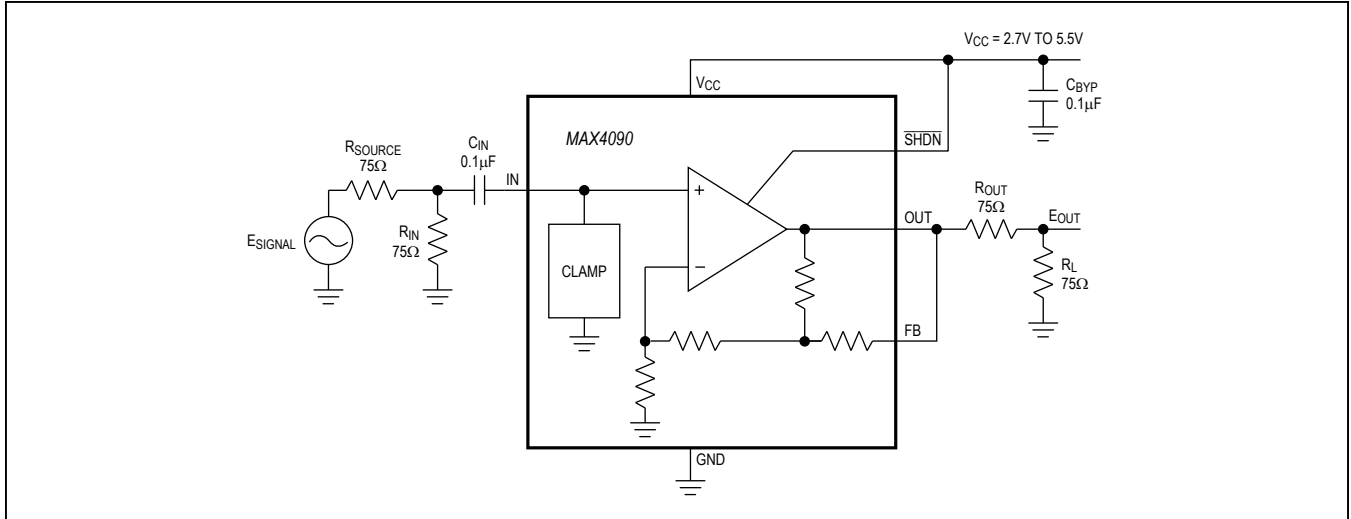 VCC = 2.7V TO 5.5V
VCC
CBYP
0.1µF
MAX4090
SHDN
RSOURCE
75Ω
CIN
0.1µF
IN
ROUT
75Ω
OUT
EOUT
RIN
75Ω
ESIGNAL
CLAMP
RL
75Ω
FB
GND
+
−